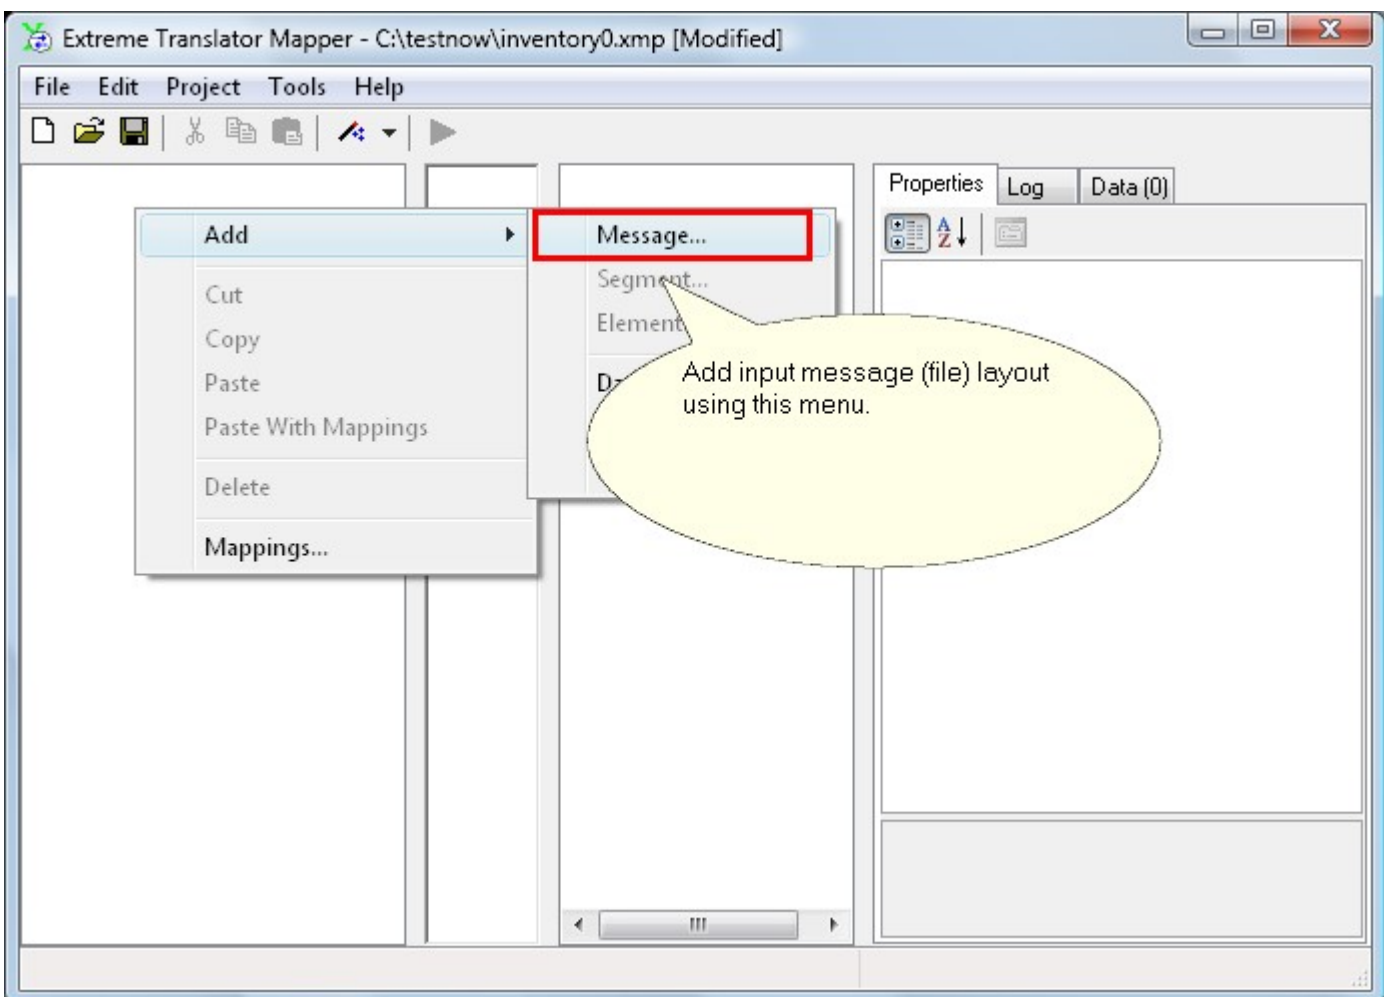 Extreme Translator Mapper - C:\testnow\inventory0.xmp [Modified]
File Edit Project Tools Help
Properties Log Data (0)
Add
Cut
Copy
Paste
Paste With Mappings
Delete
Mappings...
Message...
Segment...
Element
Add input message (file) layout
using this menu.